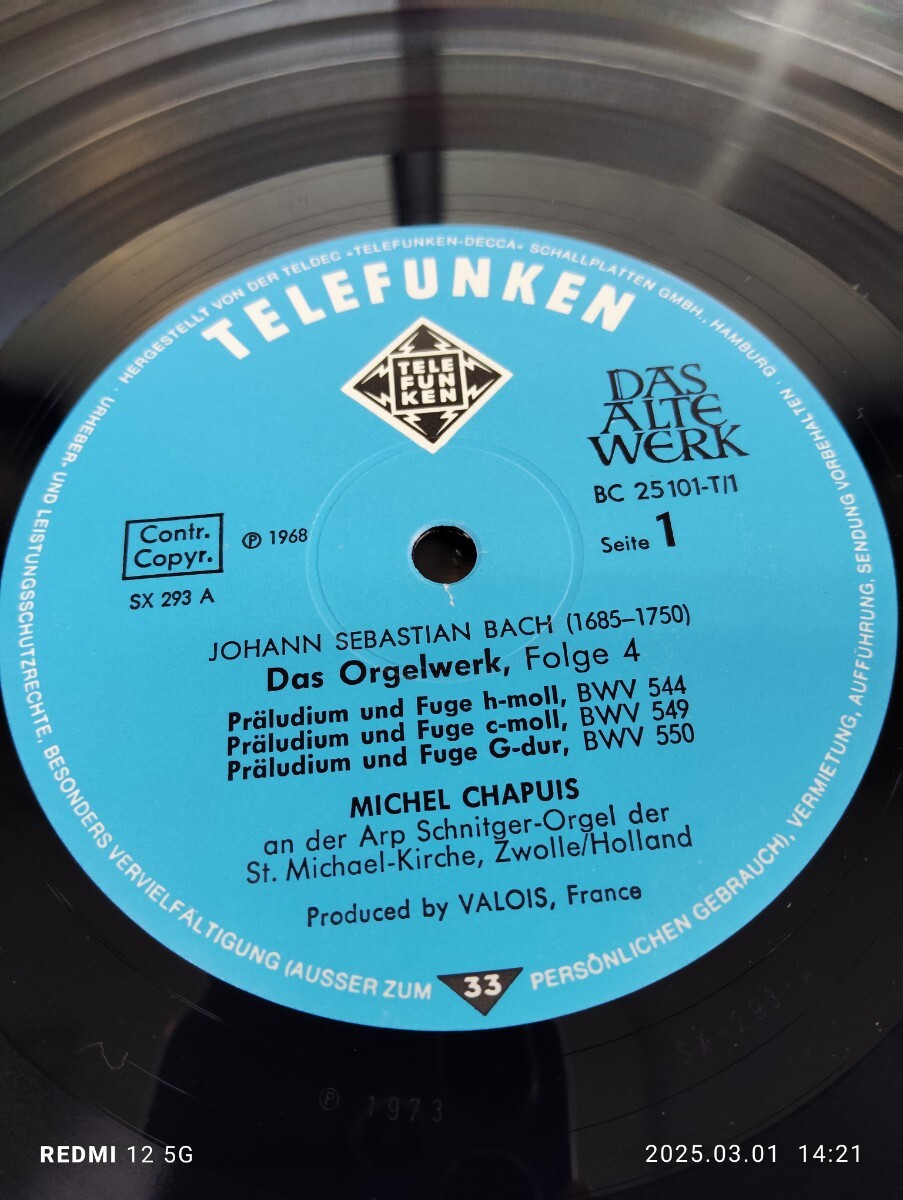 HERGESTELLT VON DER TELDEC »TELEFUNKEN-DECCA« SCHALLPLATTEN GMBH., HAMBURG · URHEBER- UND LEISTUNGSSCHUTZRECHTE, BESONDERS VERVIELFÄLTIGUNG (AUSSER ZUM PERSÖNLICHEN GEBRAUCH), VERMIETUNG, AUFFÜHRUNG, SENDUNG VORBEHALTEN ·
TELEFUNKEN
TELE
FUN
KEN
DAS
ALTE
WERK
BC 25101-T/1
Seite 1
Contr.
Copyr.
℗ 1968
SX 293 A
JOHANN SEBASTIAN BACH (1685–1750)
Das Orgelwerk, Folge 4
Präludium und Fuge h-moll, BWV 544
Präludium und Fuge c-moll, BWV 549
Präludium und Fuge G-dur, BWV 550
MICHEL CHAPUIS
an der Arp Schnitger-Orgel der
St. Michael-Kirche, Zwolle/Holland
Produced by VALOIS, France
33
℗ 1973
REDMI 12 5G
2025.03.01 14:21